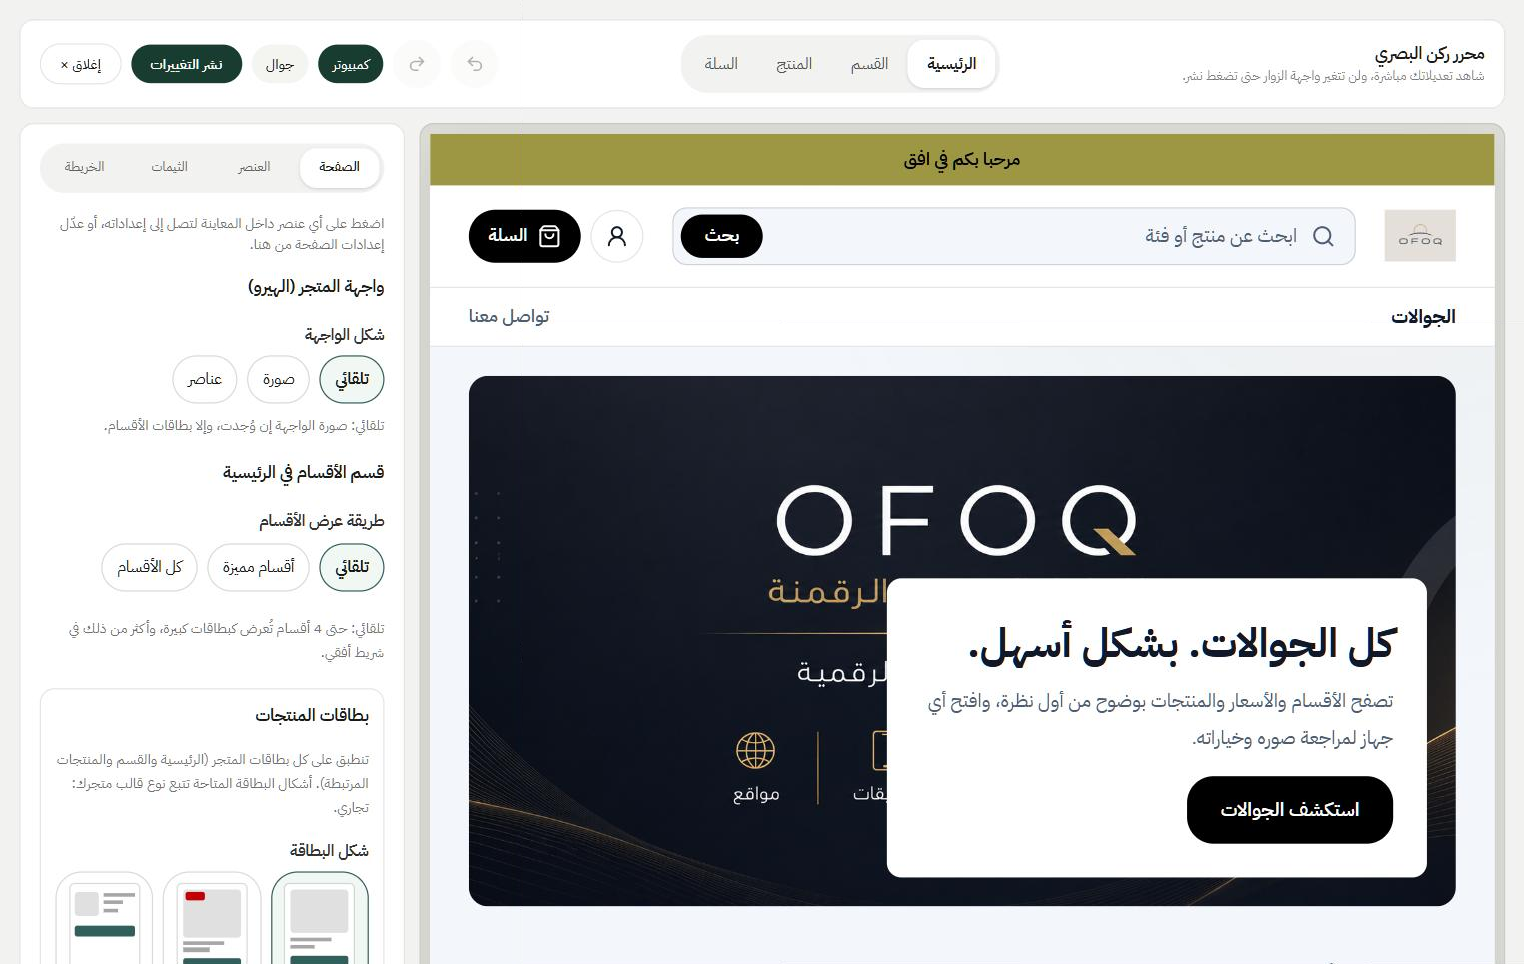 محرر ركن البصري
شاهد تعديلاتك مباشرة، ولن تتغير واجهة الزوار حتى تضغط نشر.
الرئيسية
القسم
المنتج
السلة
كمبيوتر
جوال
نشر التغييرات
إغلاق ×
مرحبا بكم في افق
OFOQ
ابحث عن منتج أو فئة
بحث
السلة
الجوالات
تواصل معنا
OFOQ
الرقمنة
الرقمية
مواقع
كل الجوالات. بشكل أسهل.
تصفح الأقسام والأسعار والمنتجات بوضوح من أول نظرة، وافتح أي
جهاز لمراجعة صوره وخياراته.
استكشف الجوالات
الصفحة
العنصر
الثيمات
الخريطة
اضغط على أي عنصر داخل المعاينة لتصل إلى إعداداته، أو عدّل
إعدادات الصفحة من هنا.
واجهة المتجر (الهيرو)
شكل الواجهة
تلقائي
صورة
عناصر
تلقائي: صورة الواجهة إن وُجدت، وإلا بطاقات الأقسام.
قسم الأقسام في الرئيسية
طريقة عرض الأقسام
تلقائي
أقسام مميزة
كل الأقسام
تلقائي: حتى 4 أقسام تُعرض كبطاقات كبيرة، وأكثر من ذلك في
شريط أفقي.
بطاقات المنتجات
تنطبق على كل بطاقات المتجر (الرئيسية والقسم والمنتجات
المرتبطة). أشكال البطاقة المتاحة تتبع نوع قالب متجرك:
تجاري.
شكل البطاقة